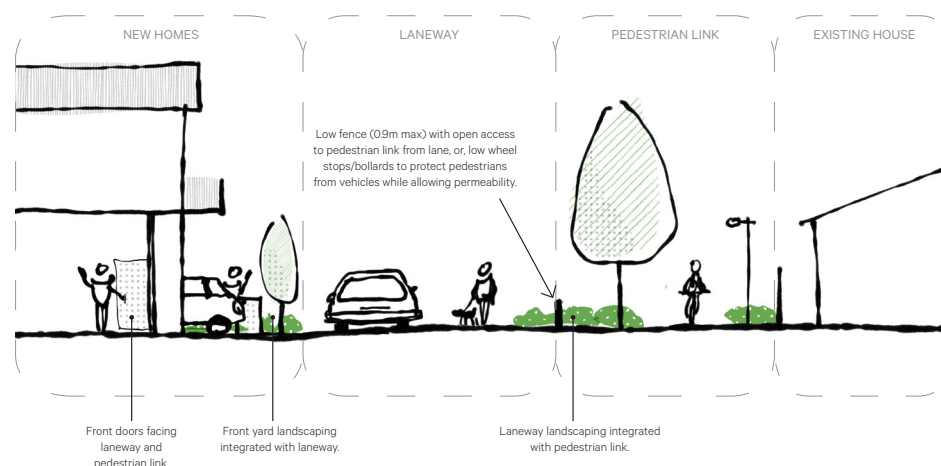 NEW HOMES
LANEWAY
PEDESTRIAN LINK
EXISTING HOUSE
Low fence (0.9m max) with open access
to pedestrian link from lane, or, low wheel
stops/bollards to protect pedestrians
from vehicles while allowing permeability.
Front doors facing
laneway and
pedestrian link
Front yard landscaping
integrated with laneway.
Laneway landscaping integrated
with pedestrian link.